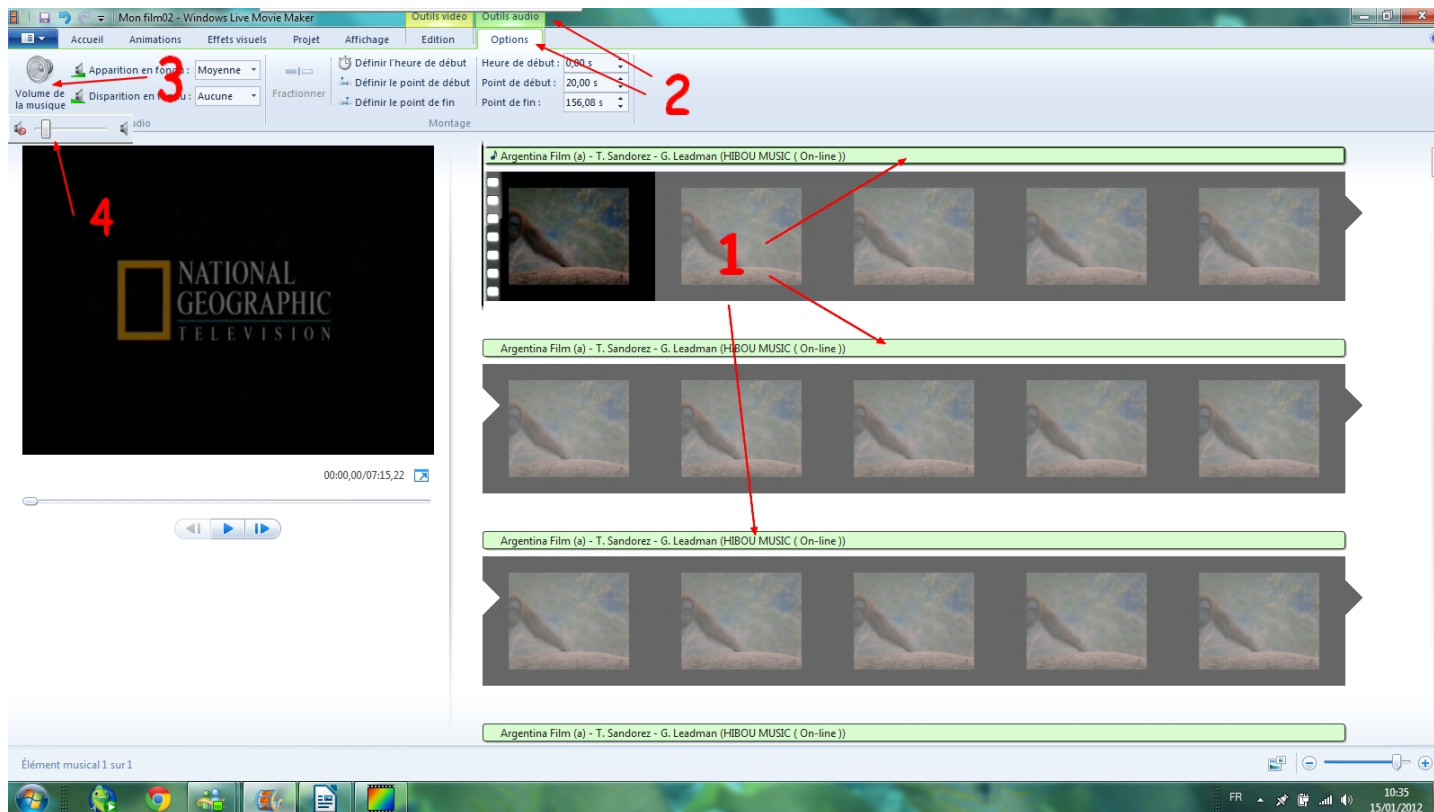 Mon film02 - Windows Live Movie Maker
Outils vidéo
Outils audio
Accueil
Animations
Effets visuels
Projet
Affichage
Edition
Options
Volume de la musique
Apparition en fondu : Moyenne
Disparition en fondu : Aucune
3
Fractionner
Définir l'heure de début
Définir le point de début
Définir le point de fin
Heure de début : 0,00 s
Point de début : 20,00 s
Point de fin : 156,08 s
2
Montage
4
NATIONAL
GEOGRAPHIC
TELEVISION
00:00,00/07:15,22
Argentina Film (a) - T. Sandorez - G. Leadman (HIBOU MUSIC ( On-line ))
1
Argentina Film (a) - T. Sandorez - G. Leadman (HIBOU MUSIC ( On-line ))
Argentina Film (a) - T. Sandorez - G. Leadman (HIBOU MUSIC ( On-line ))
Argentina Film (a) - T. Sandorez - G. Leadman (HIBOU MUSIC ( On-line ))
Élément musical 1 sur 1
FR
10:35
15/01/2012